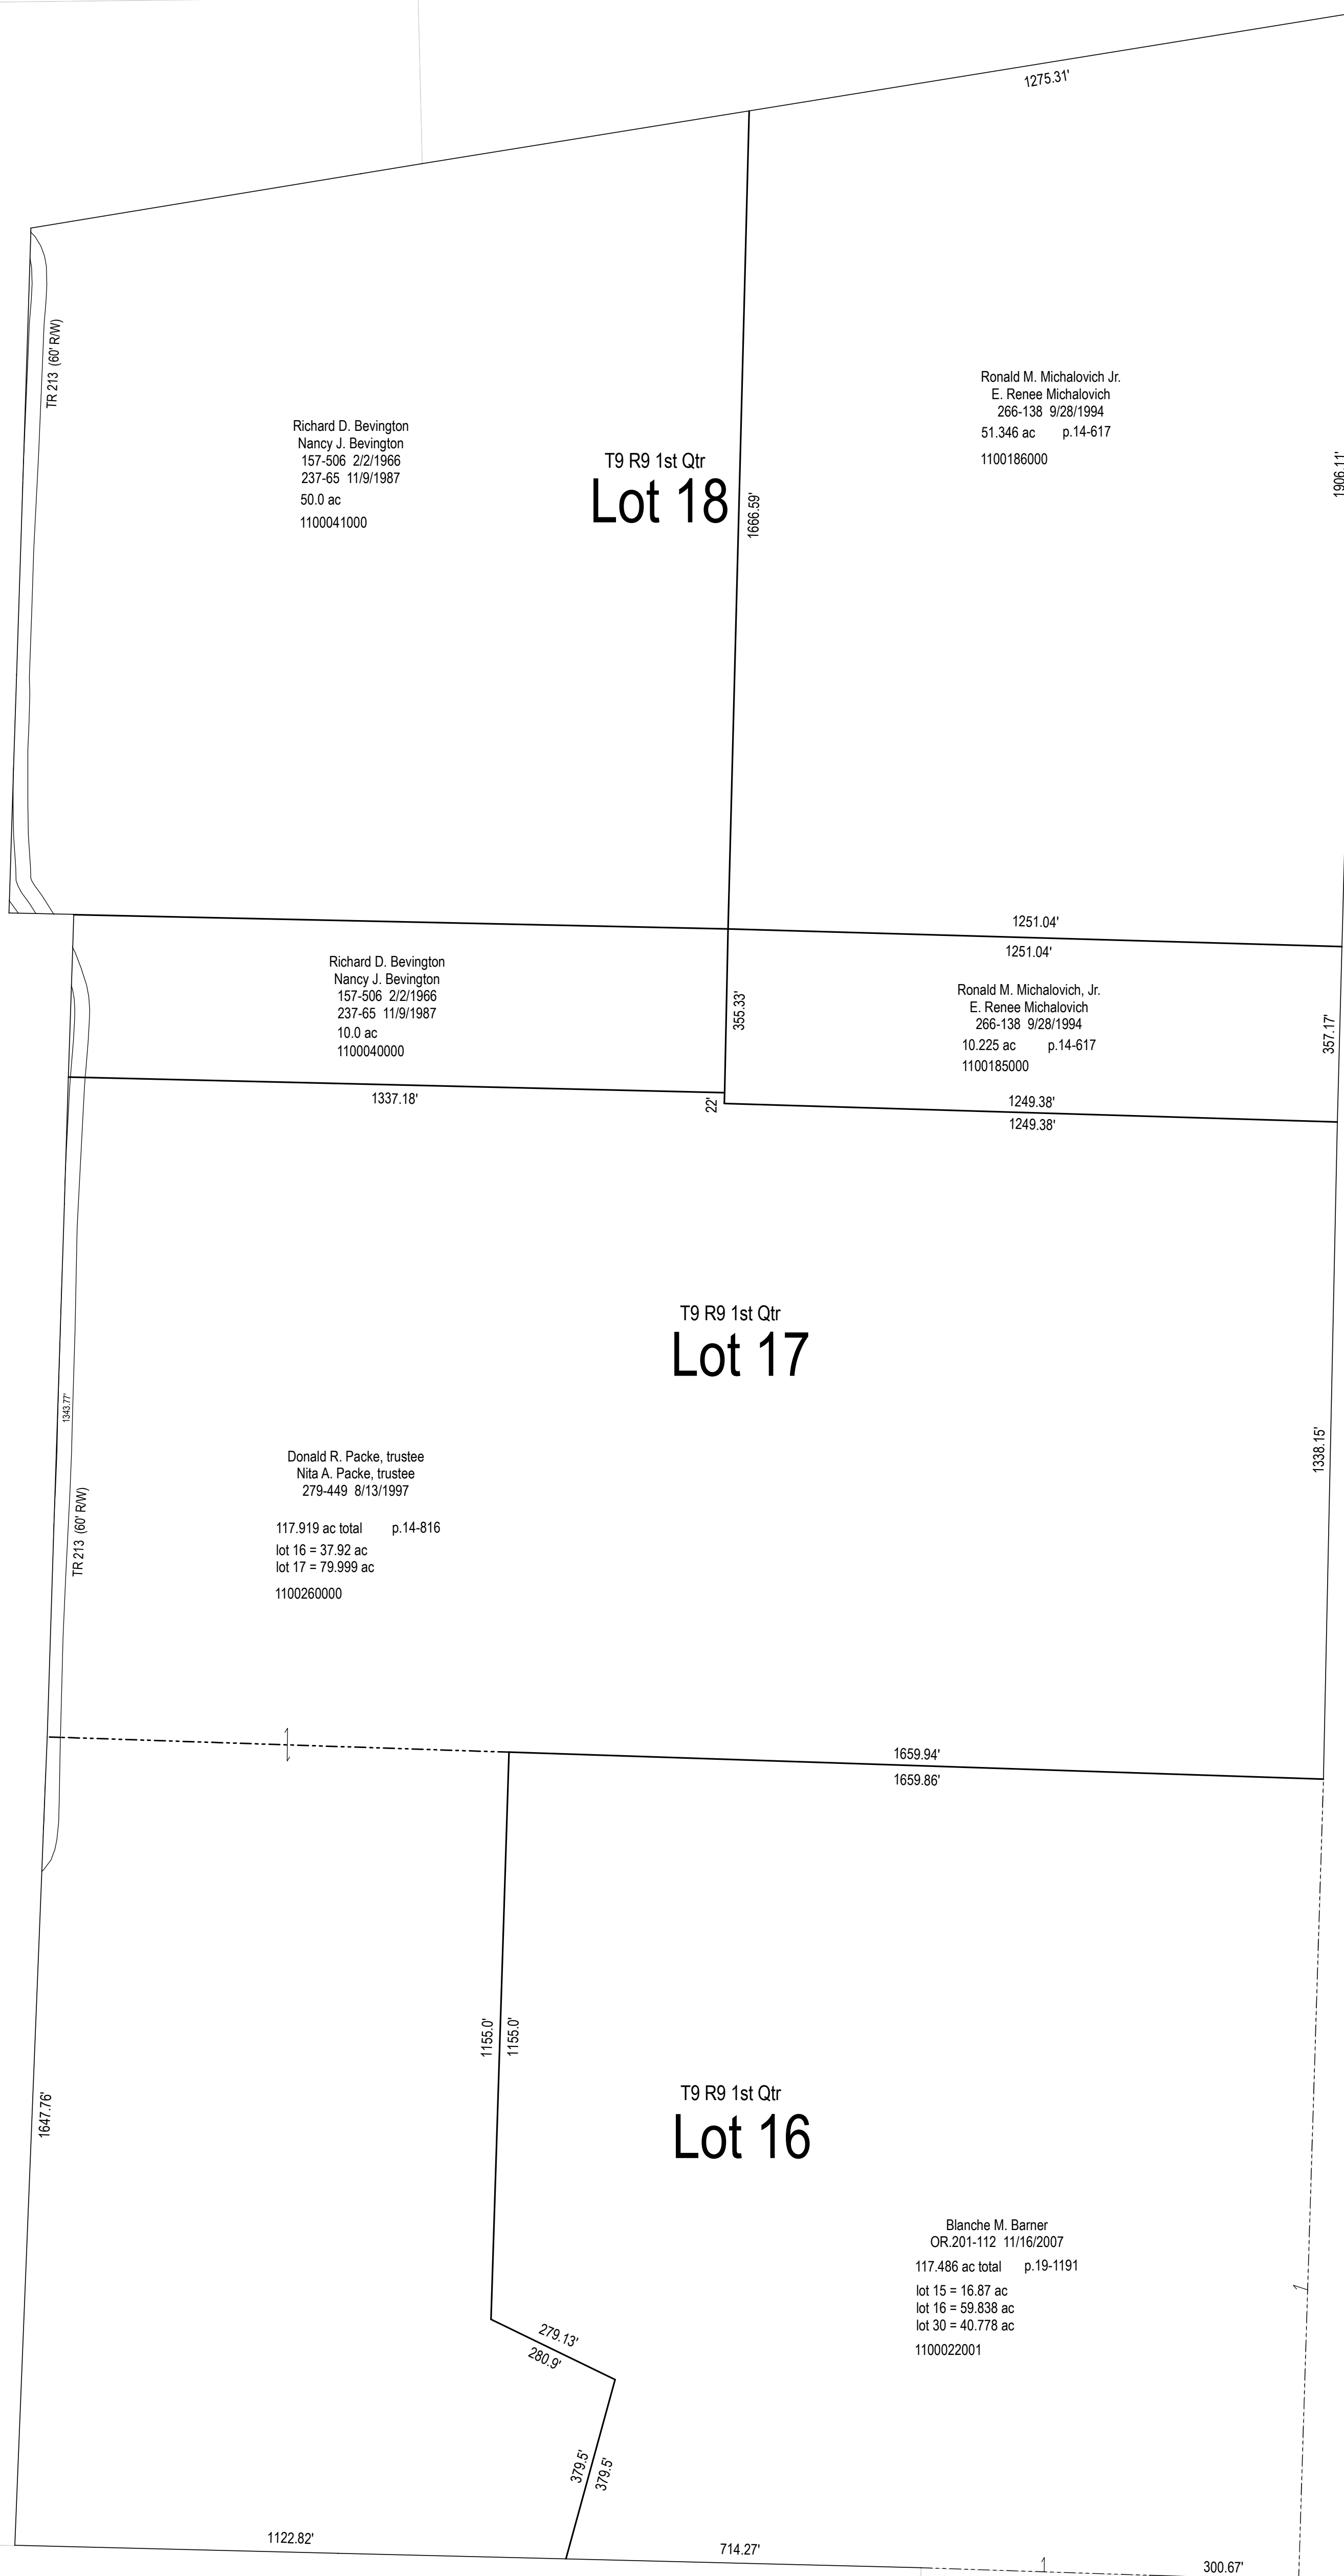 1275.31'
TR 213 (60' R/W)
Richard D. Bevington
Nancy J. Bevington
157-506 2/2/1966
237-65 11/9/1987
50.0 ac
1100041000
T9 R9 1st Qtr
Lot 18
1666.59'
Ronald M. Michalovich Jr.
E. Renee Michalovich
266-138 9/28/1994
51.346 ac p.14-617
1100186000
1906.11'
1251.04'
1251.04'
Richard D. Bevington
Nancy J. Bevington
157-506 2/2/1966
237-65 11/9/1987
10.0 ac
1100040000
355.33'
Ronald M. Michalovich, Jr.
E. Renee Michalovich
266-138 9/28/1994
10.225 ac p.14-617
1100185000
357.17'
1337.18'
22'
1249.38'
1249.38'
T9 R9 1st Qtr
Lot 17
1343.77'
TR 213 (60' R/W)
Donald R. Packe, trustee
Nita A. Packe, trustee
279-449 8/13/1997
117.919 ac total p.14-816
lot 16 = 37.92 ac
lot 17 = 79.999 ac
1100260000
1338.15'
1659.94'
1659.86'
1155.0'
1155.0'
1647.76'
T9 R9 1st Qtr
Lot 16
Blanche M. Barner
OR.201-112 11/16/2007
117.486 ac total p.19-1191
lot 15 = 16.87 ac
lot 16 = 59.838 ac
lot 30 = 40.778 ac
1100022001
279.13'
280.9'
379.5'
379.5'
1122.82'
714.27'
300.67'